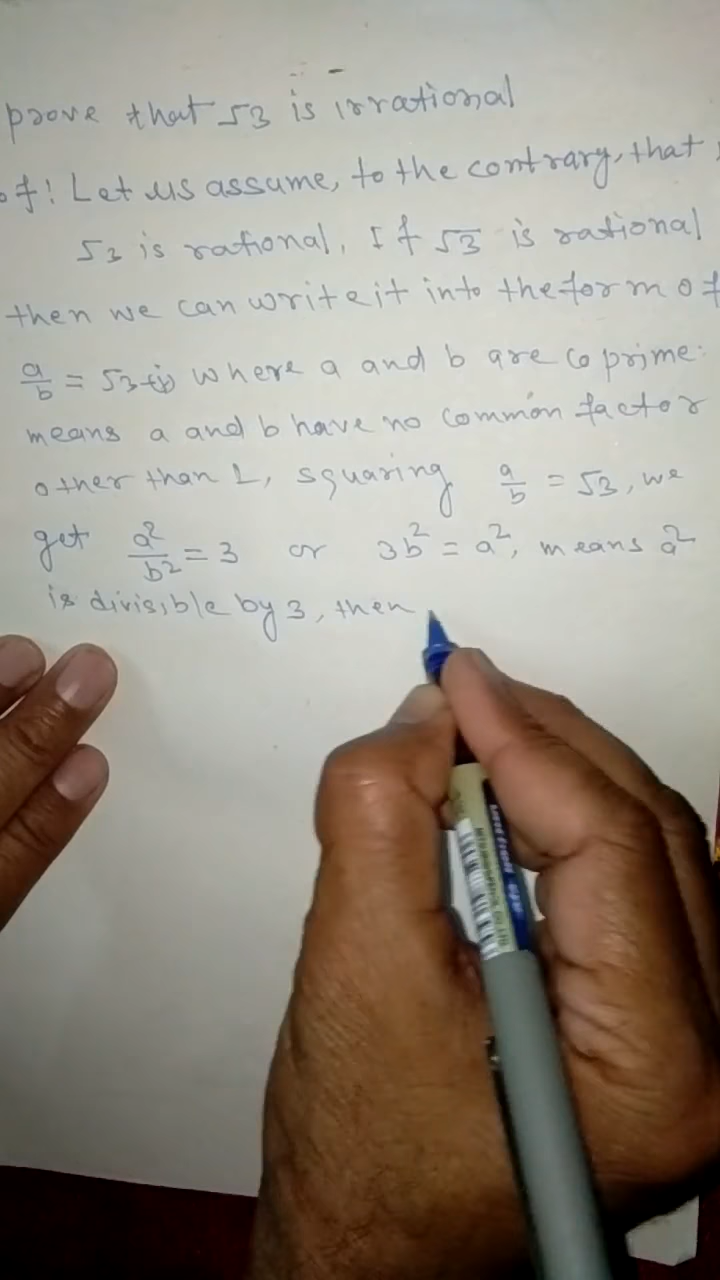 prove that √3 is irrational
of! Let us assume, to the contrary, that
√3 is rational. If √3 is rational
then we can write it into the form of
a/b = √3 -(i) where a and b are coprime:
means a and b have no common factor
other than 1, squaring a/b = √3, we
get a²/b² = 3 or 3b² = a², means a²
is divisible by 3, then